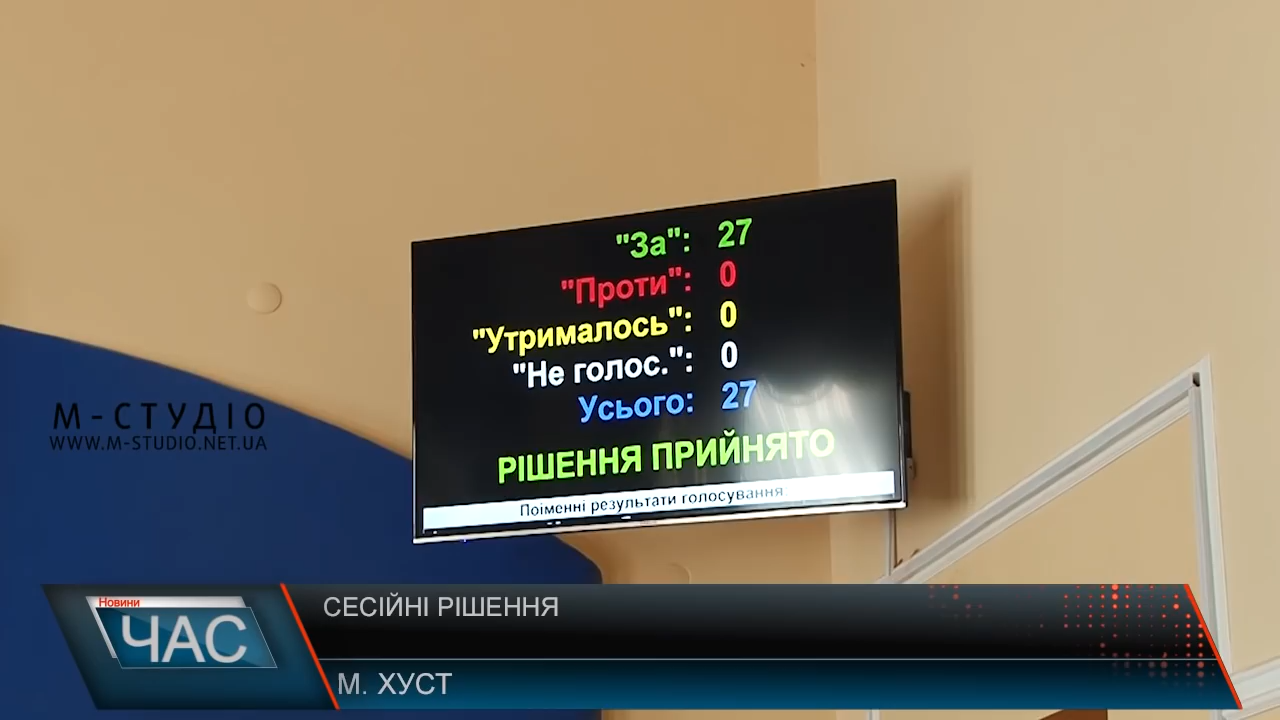 "За": 27
"Проти": 0
"Утрималось": 0
"Не голос.": 0
Усього: 27
РІШЕННЯ ПРИЙНЯТО
Поіменні результати голосування
М-СТУДІО
WWW.M-STUDIO.NET.UA
Новини
ЧАС
СЕСІЙНІ РІШЕННЯ
М. ХУСТ